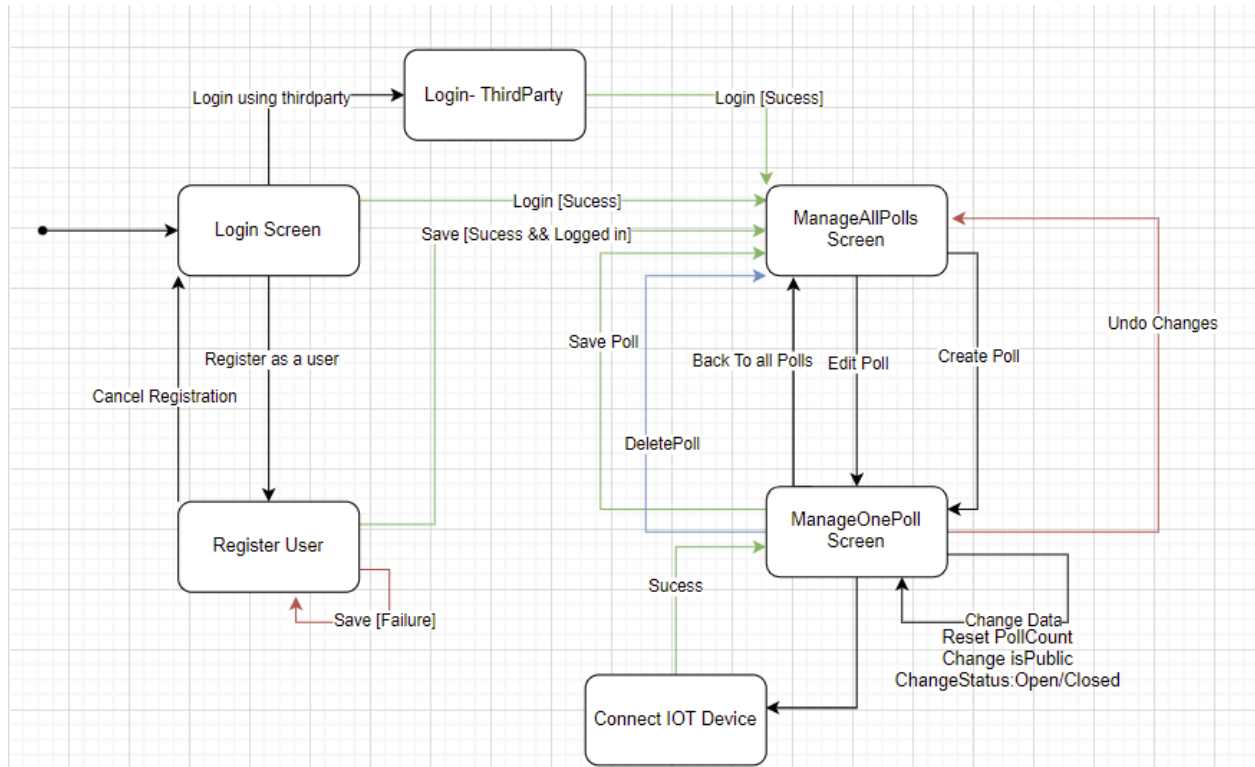 Login- ThirdParty
Login using thirdparty
Login [Sucess]
Login Screen
Login [Sucess]
Save [Sucess && Logged in]
ManageAllPolls
Screen
Register as a user
Cancel Registration
Save Poll
Back To all Polls
Edit Poll
Create Poll
Undo Changes
DeletePoll
Register User
Save [Failure]
ManageOnePoll
Screen
Sucess
Change Data
Reset PollCount
Change isPublic
ChangeStatus:Open/Closed
Connect IOT Device